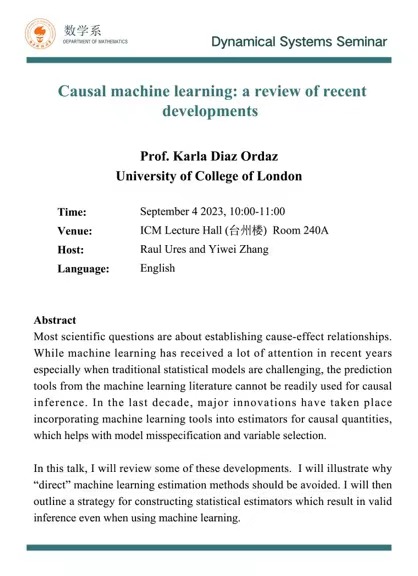 数学系
DEPARTMENT OF MATHEMATICS
Dynamical Systems Seminar
Causal machine learning: a review of recent
developments
Prof. Karla Diaz Ordaz
University of College of London
Time: September 4 2023, 10:00-11:00
Venue: ICM Lecture Hall (台州楼) Room 240A
Host: Raul Ures and Yiwei Zhang
Language: English
Abstract
Most scientific questions are about establishing cause-effect relationships.
While machine learning has received a lot of attention in recent years
especially when traditional statistical models are challenging, the prediction
tools from the machine learning literature cannot be readily used for causal
inference. In the last decade, major innovations have taken place
incorporating machine learning tools into estimators for causal quantities,
which helps with model misspecification and variable selection.
In this talk, I will review some of these developments. I will illustrate why
“direct” machine learning estimation methods should be avoided. I will then
outline a strategy for constructing statistical estimators which result in valid
inference even when using machine learning.